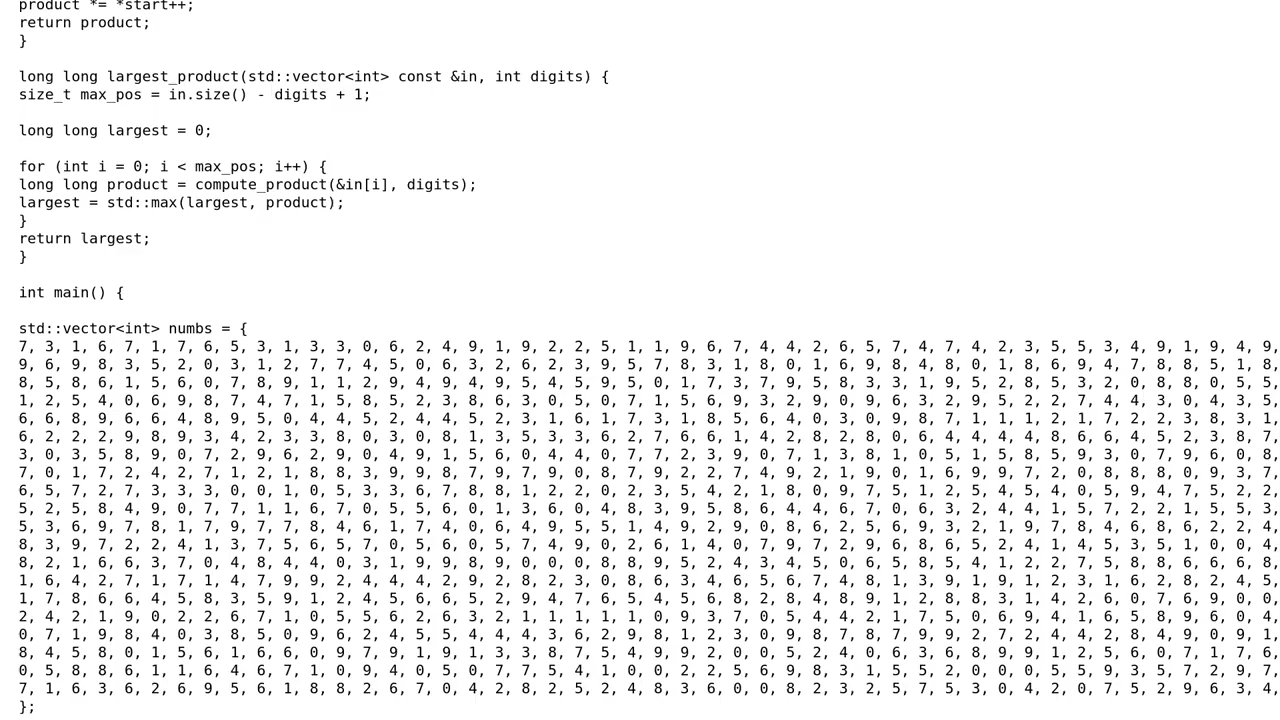 product *= *start++;
return product;
}
long long largest_product(std::vector<int> const &in, int digits) {
size_t max_pos = in.size() - digits + 1;
long long largest = 0;
for (int i = 0; i < max_pos; i++) {
long long product = compute_product(&in[i], digits);
largest = std::max(largest, product);
}
return largest;
}
int main() {
std::vector<int> numbs = {
7, 3, 1, 6, 7, 1, 7, 6, 5, 3, 1, 3, 3, 0, 6, 2, 4, 9, 1, 9, 2, 2, 5, 1, 1, 9, 6, 7, 4, 4, 2, 6, 5, 7, 4, 7, 4, 2, 3, 5, 5, 3, 4, 9, 1, 9, 4, 9,
9, 6, 9, 8, 3, 5, 2, 0, 3, 1, 2, 7, 7, 4, 5, 0, 6, 3, 2, 6, 2, 3, 9, 5, 7, 8, 3, 1, 8, 0, 1, 6, 9, 8, 4, 8, 0, 1, 8, 6, 9, 4, 7, 8, 8, 5, 1, 8,
8, 5, 8, 6, 1, 5, 6, 0, 7, 8, 9, 1, 1, 2, 9, 4, 9, 4, 9, 5, 4, 5, 9, 5, 0, 1, 7, 3, 7, 9, 5, 8, 3, 3, 1, 9, 5, 2, 8, 5, 3, 2, 0, 8, 8, 0, 5, 5,
1, 2, 5, 4, 0, 6, 9, 8, 7, 4, 7, 1, 5, 8, 5, 2, 3, 8, 6, 3, 0, 5, 0, 7, 1, 5, 6, 9, 3, 2, 9, 0, 9, 6, 3, 2, 9, 5, 2, 2, 7, 4, 4, 3, 0, 4, 3, 5,
6, 6, 8, 9, 6, 6, 4, 8, 9, 5, 0, 4, 4, 5, 2, 4, 4, 5, 2, 3, 1, 6, 1, 7, 3, 1, 8, 5, 6, 4, 0, 3, 0, 9, 8, 7, 1, 1, 1, 2, 1, 7, 2, 2, 3, 8, 3, 1,
6, 2, 2, 2, 9, 8, 9, 3, 4, 2, 3, 3, 8, 0, 3, 0, 8, 1, 3, 5, 3, 3, 6, 2, 7, 6, 6, 1, 4, 2, 8, 2, 8, 0, 6, 4, 4, 4, 4, 8, 6, 6, 4, 5, 2, 3, 8, 7,
3, 0, 3, 5, 8, 9, 0, 7, 2, 9, 6, 2, 9, 0, 4, 9, 1, 5, 6, 0, 4, 4, 0, 7, 7, 2, 3, 9, 0, 7, 1, 3, 8, 1, 0, 5, 1, 5, 8, 5, 9, 3, 0, 7, 9, 6, 0, 8,
7, 0, 1, 7, 2, 4, 2, 7, 1, 2, 1, 8, 8, 3, 9, 9, 8, 7, 9, 7, 9, 0, 8, 7, 9, 2, 2, 7, 4, 9, 2, 1, 9, 0, 1, 6, 9, 9, 7, 2, 0, 8, 8, 8, 0, 9, 3, 7,
6, 5, 7, 2, 7, 3, 3, 3, 0, 0, 1, 0, 5, 3, 3, 6, 7, 8, 8, 1, 2, 2, 0, 2, 3, 5, 4, 2, 1, 8, 0, 9, 7, 5, 1, 2, 5, 4, 5, 4, 0, 5, 9, 4, 7, 5, 2, 2,
5, 2, 5, 8, 4, 9, 0, 7, 7, 1, 1, 6, 7, 0, 5, 5, 6, 0, 1, 3, 6, 0, 4, 8, 3, 9, 5, 8, 6, 4, 4, 6, 7, 0, 6, 3, 2, 4, 4, 1, 5, 7, 2, 2, 1, 5, 5, 3,
5, 3, 6, 9, 7, 8, 1, 7, 9, 7, 7, 8, 4, 6, 1, 7, 4, 0, 6, 4, 9, 5, 5, 1, 4, 9, 2, 9, 0, 8, 6, 2, 5, 6, 9, 3, 2, 1, 9, 7, 8, 4, 6, 8, 6, 2, 2, 4,
8, 3, 9, 7, 2, 2, 4, 1, 3, 7, 5, 6, 5, 7, 0, 5, 6, 0, 5, 7, 4, 9, 0, 2, 6, 1, 4, 0, 7, 9, 7, 2, 9, 6, 8, 6, 5, 2, 4, 1, 4, 5, 3, 5, 1, 0, 0, 4,
8, 2, 1, 6, 6, 3, 7, 0, 4, 8, 4, 4, 0, 3, 1, 9, 9, 8, 9, 0, 0, 0, 8, 8, 9, 5, 2, 4, 3, 4, 5, 0, 6, 5, 8, 5, 4, 1, 2, 2, 7, 5, 8, 8, 6, 6, 6, 8,
1, 6, 4, 2, 7, 1, 7, 1, 4, 7, 9, 9, 2, 4, 4, 4, 2, 9, 2, 8, 2, 3, 0, 8, 6, 3, 4, 6, 5, 6, 7, 4, 8, 1, 3, 9, 1, 9, 1, 2, 3, 1, 6, 2, 8, 2, 4, 5,
1, 7, 8, 6, 6, 4, 5, 8, 3, 5, 9, 1, 2, 4, 5, 6, 6, 5, 2, 9, 4, 7, 6, 5, 4, 5, 6, 8, 2, 8, 4, 8, 9, 1, 2, 8, 8, 3, 1, 4, 2, 6, 0, 7, 6, 9, 0, 0,
2, 4, 2, 1, 9, 0, 2, 2, 6, 7, 1, 0, 5, 5, 6, 2, 6, 3, 2, 1, 1, 1, 1, 1, 0, 9, 3, 7, 0, 5, 4, 4, 2, 1, 7, 5, 0, 6, 9, 4, 1, 6, 5, 8, 9, 6, 0, 4,
0, 7, 1, 9, 8, 4, 0, 3, 8, 5, 0, 9, 6, 2, 4, 5, 5, 4, 4, 4, 3, 6, 2, 9, 8, 1, 2, 3, 0, 9, 8, 7, 8, 7, 9, 9, 2, 7, 2, 4, 4, 2, 8, 4, 9, 0, 9, 1,
8, 4, 5, 8, 0, 1, 5, 6, 1, 6, 6, 0, 9, 7, 9, 1, 9, 1, 3, 3, 8, 7, 5, 4, 9, 9, 2, 0, 0, 5, 2, 4, 0, 6, 3, 6, 8, 9, 9, 1, 2, 5, 6, 0, 7, 1, 7, 6,
0, 5, 8, 8, 6, 1, 1, 6, 4, 6, 7, 1, 0, 9, 4, 0, 5, 0, 7, 7, 5, 4, 1, 0, 0, 2, 2, 5, 6, 9, 8, 3, 1, 5, 5, 2, 0, 0, 0, 5, 5, 9, 3, 5, 7, 2, 9, 7,
7, 1, 6, 3, 6, 2, 6, 9, 5, 6, 1, 8, 8, 2, 6, 7, 0, 4, 2, 8, 2, 5, 2, 4, 8, 3, 6, 0, 0, 8, 2, 3, 2, 5, 7, 5, 3, 0, 4, 2, 0, 7, 5, 2, 9, 6, 3, 4,
};